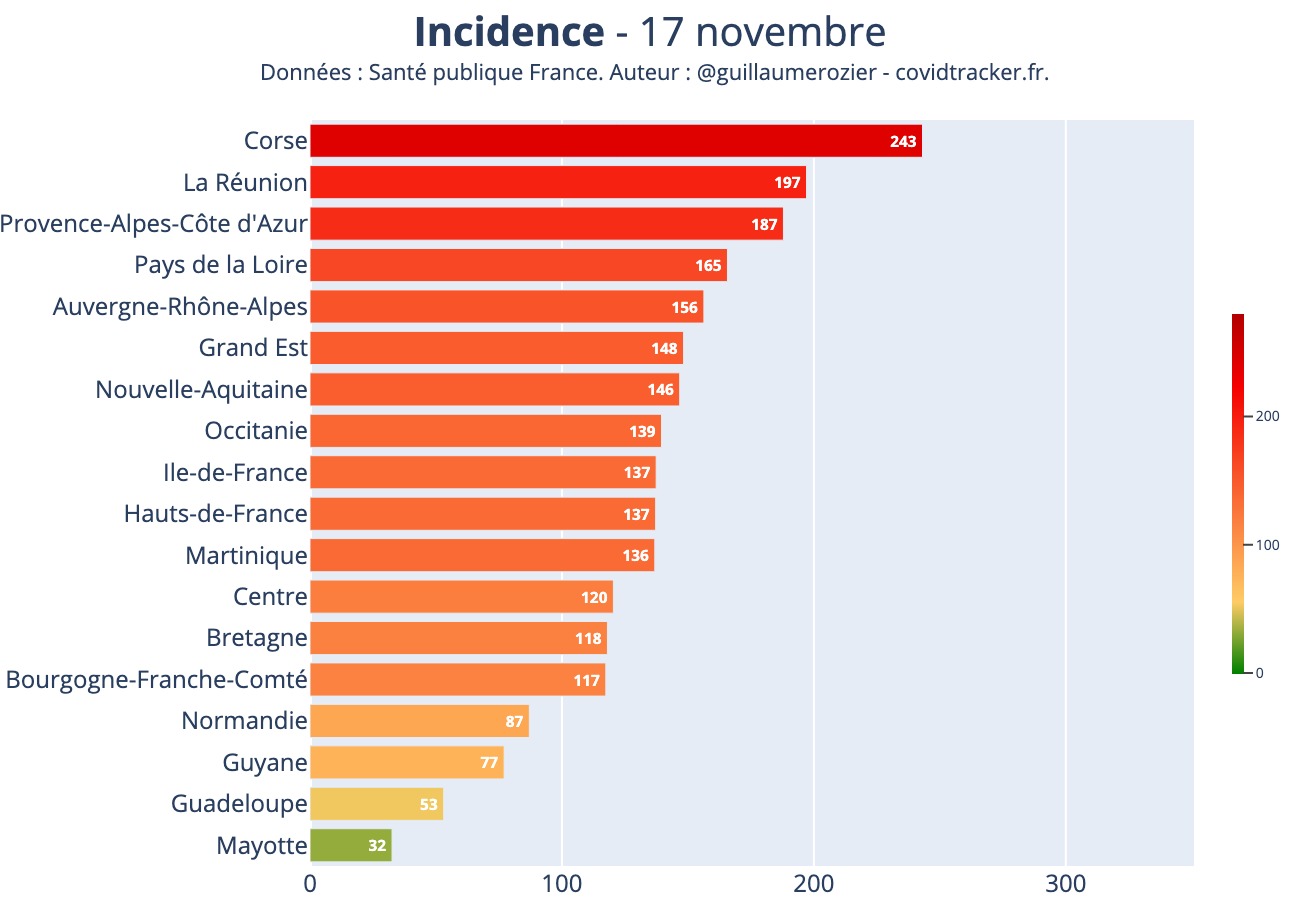 Incidence - 17 novembre
Données : Santé publique France. Auteur : @guillaumerozier - covidtracker.fr.
Corse 243
La Réunion 197
Provence-Alpes-Côte d'Azur 187
Pays de la Loire 165
Auvergne-Rhône-Alpes 156
Grand Est 148
Nouvelle-Aquitaine 146
Occitanie 139
Ile-de-France 137
Hauts-de-France 137
Martinique 136
Centre 120
Bretagne 118
Bourgogne-Franche-Comté 117
Normandie 87
Guyane 77
Guadeloupe 53
Mayotte 32
0 100 200 300
200
100
0